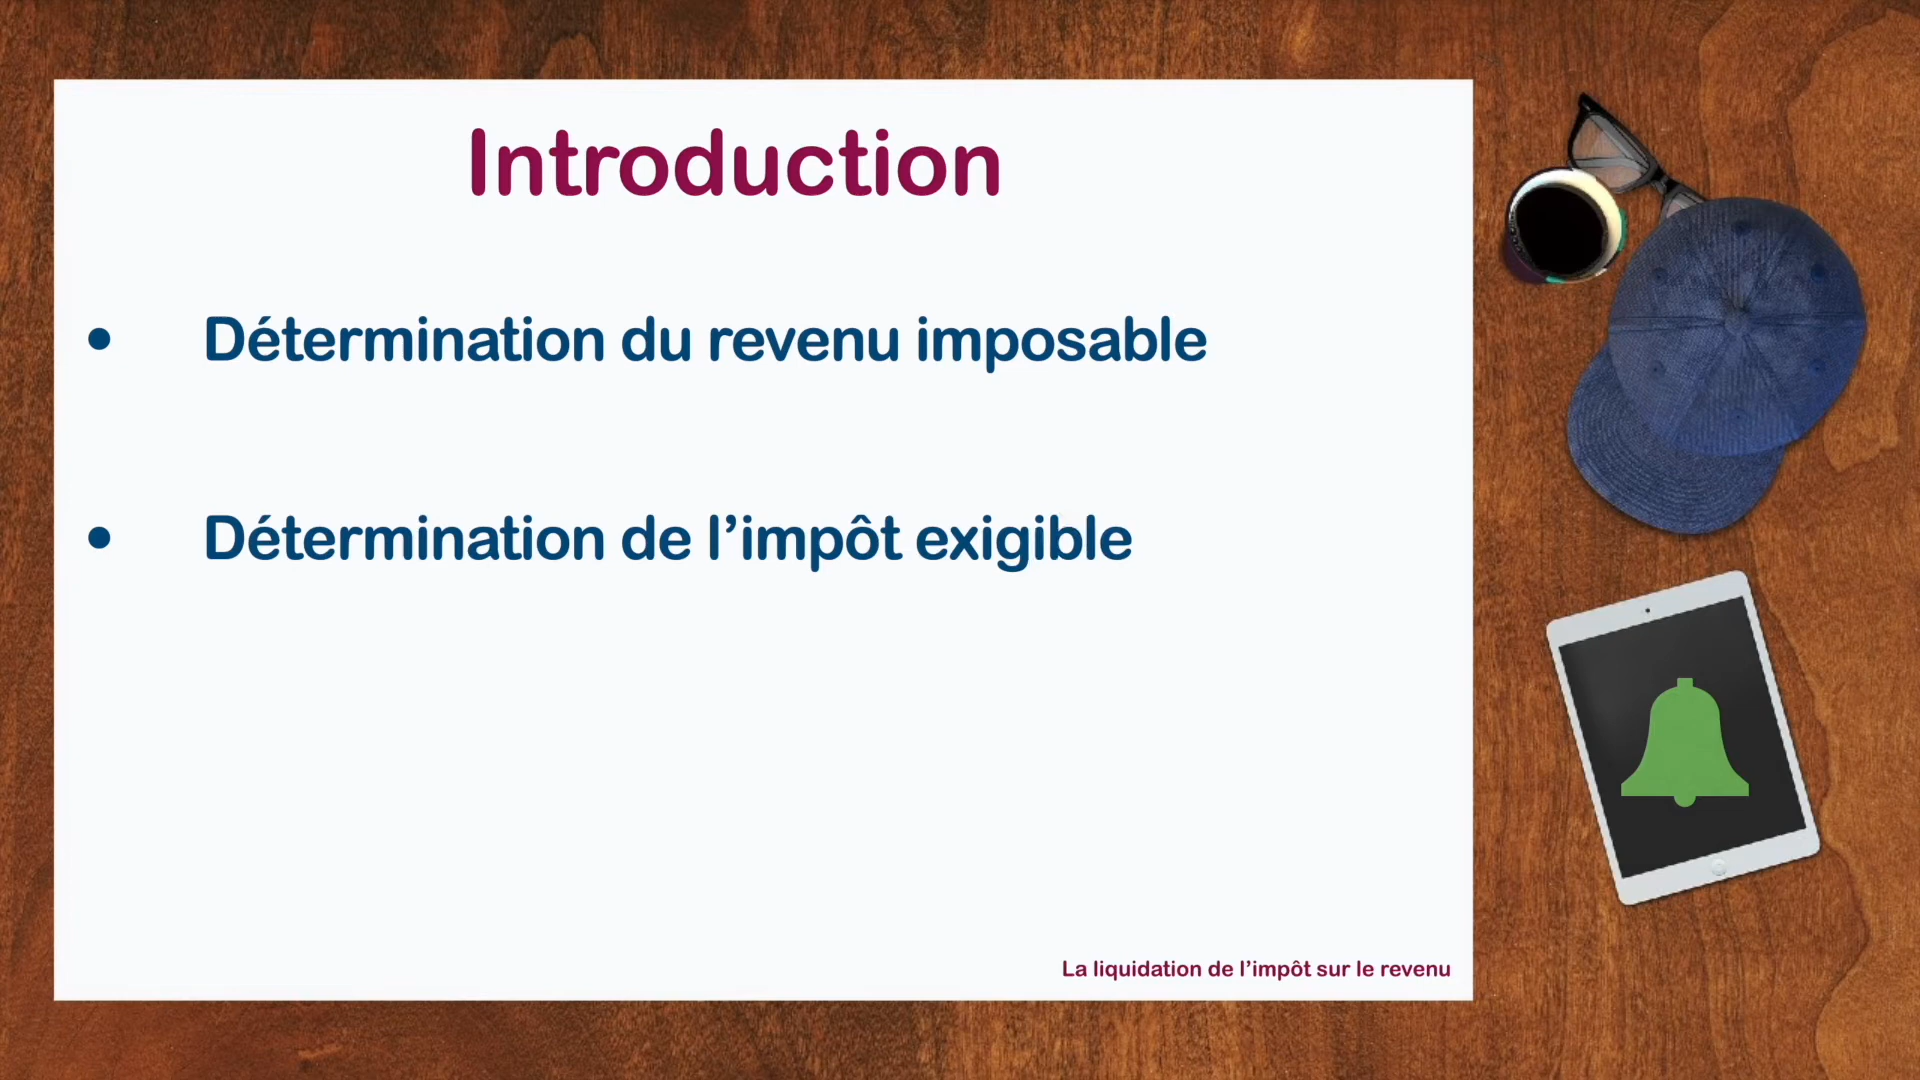 Introduction
• Détermination du revenu imposable
• Détermination de l’impôt exigible
La liquidation de l’impôt sur le revenu